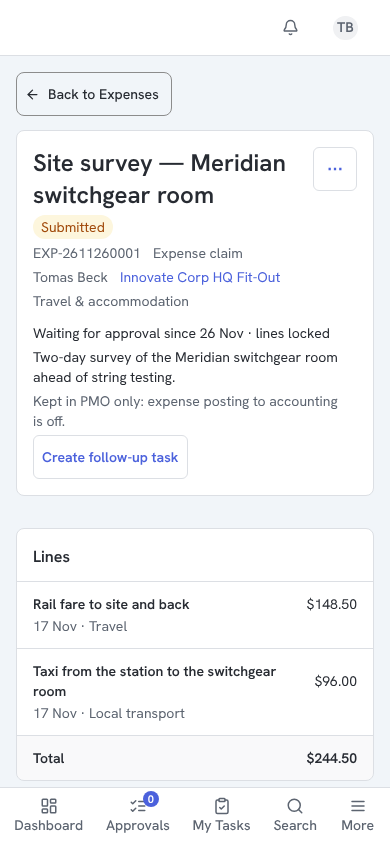 TB
Back to Expenses
Site survey — Meridian
switchgear room
...
Submitted
EXP-2611260001 Expense claim
Tomas Beck Innovate Corp HQ Fit-Out
Travel & accommodation
Waiting for approval since 26 Nov · lines locked
Two-day survey of the Meridian switchgear room
ahead of string testing.
Kept in PMO only: expense posting to accounting
is off.
Create follow-up task
Lines
Rail fare to site and back $148.50
17 Nov · Travel
Taxi from the station to the switchgear
room $96.00
17 Nov · Local transport
Total $244.50
0
Dashboard Approvals My Tasks Search More